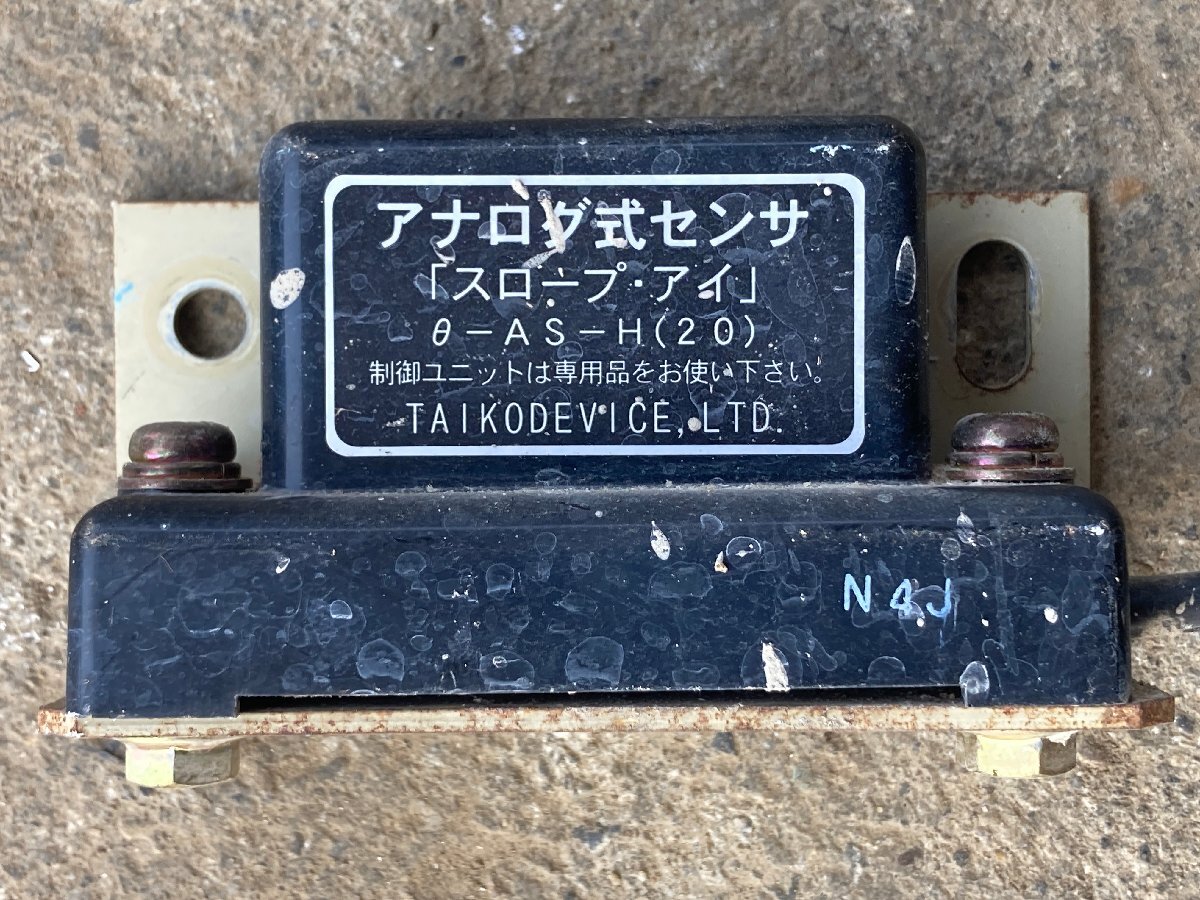 アナログ式センサ
「スロープ・アイ」
θ－AS－H(20)
制御ユニットは専用品をお使い下さい。
TAIKODEVICE, LTD.
N4J